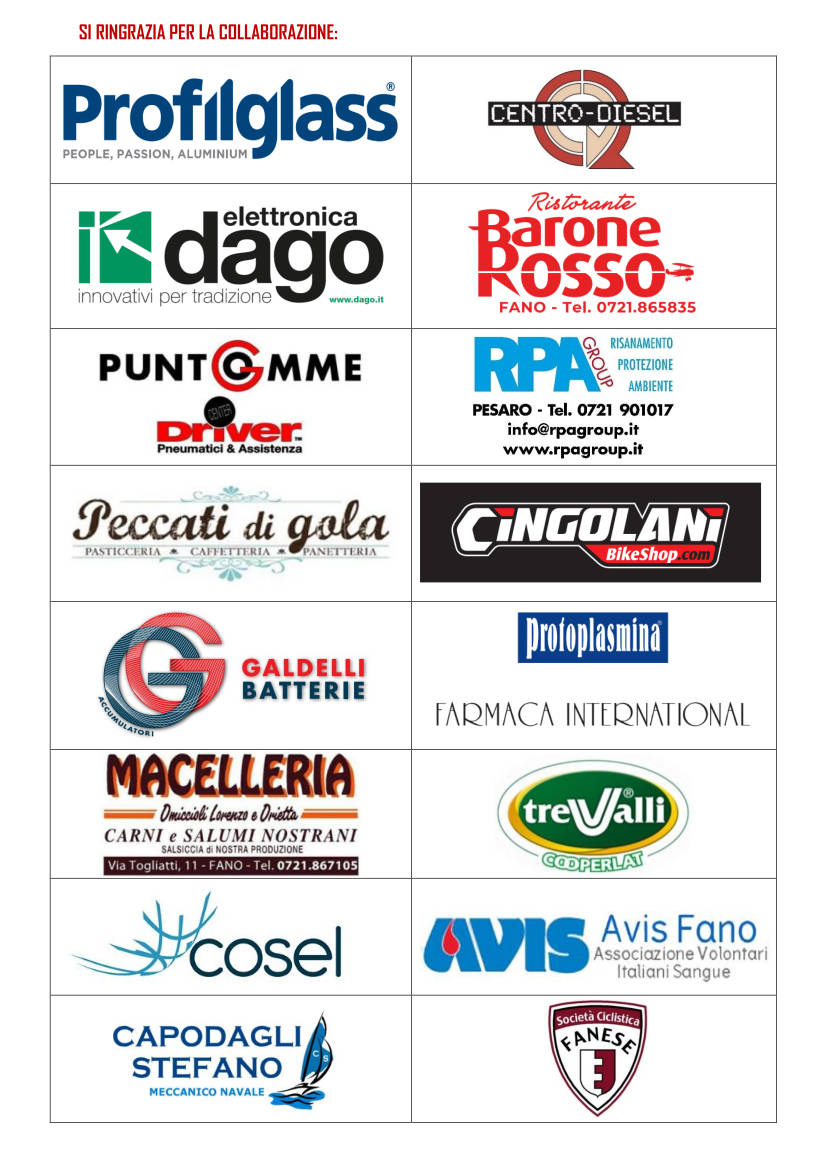 SI RINGRAZIA PER LA COLLABORAZIONE:
Profilglass®
PEOPLE, PASSION, ALUMINIUM
CENTRO-DIESEL
elettronica
dago
innovativi per tradizione
www.dago.it
Ristorante
Barone
Rosso
FANO - Tel. 0721.865835
PUNTOGOMME
CENTER
Driver™
Pneumatici & Assistenza
RPA
GROUP
RISANAMENTO
PROTEZIONE
AMBIENTE
PESARO - Tel. 0721 901017
info@rpagroup.it
www.rpagroup.it
Peccati di gola
PASTICCERIA CAFFETTERIA PANETTERIA
CINGOLANI
BikeShop.com
GALDELLI
BATTERIE
ACCUMULATORI
Protoplasmina®
FARMACA INTERNATIONAL
MACELLERIA
Omiccioli Lorenzo e Orietta
CARNI e SALUMI NOSTRANI
SALSICCIA di NOSTRA PRODUZIONE
Via Togliatti, 11 - FANO - Tel. 0721.867105
treValli®
COOPERLAT
cosel
AVIS
Avis Fano
Associazione Volontari
Italiani Sangue
CAPODAGLI
STEFANO
MECCANICO NAVALE
C S
Società Ciclistica
FANESE